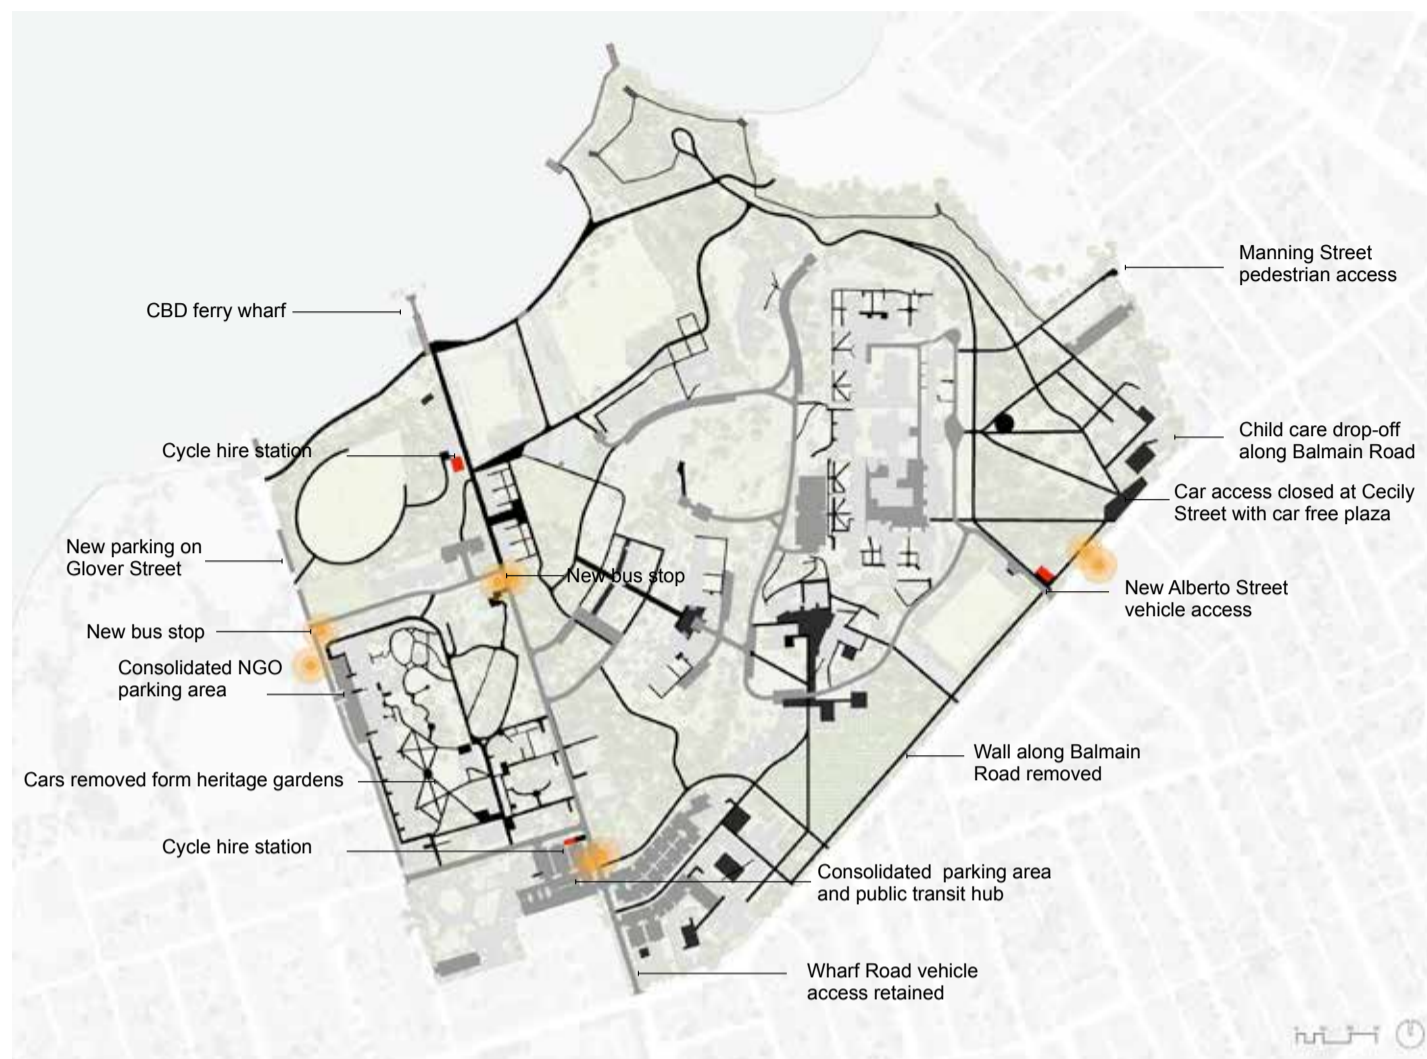 Manning Street
pedestrian access
CBD ferry wharf
Child care drop-off
along Balmain Road
Cycle hire station
Car access closed at Cecily
Street with car free plaza
New parking on
Glover Street
New bus stop
New Alberto Street
vehicle access
New bus stop
Consolidated NGO
parking area
Wall along Balmain
Road removed
Cars removed form heritage gardens
Cycle hire station
Consolidated parking area
and public transit hub
Wharf Road vehicle
access retained